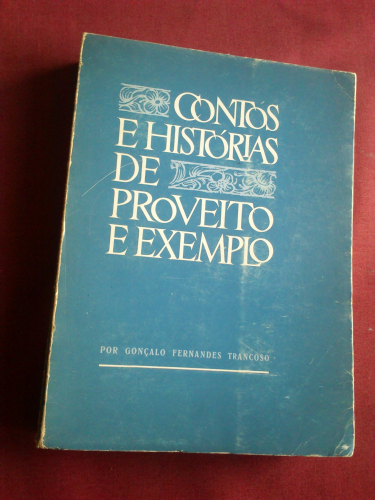 CONTOS
E HISTÓRIAS
DE
PROVEITO
E EXEMPLO
POR GONÇALO FERNANDES TRANCOSO